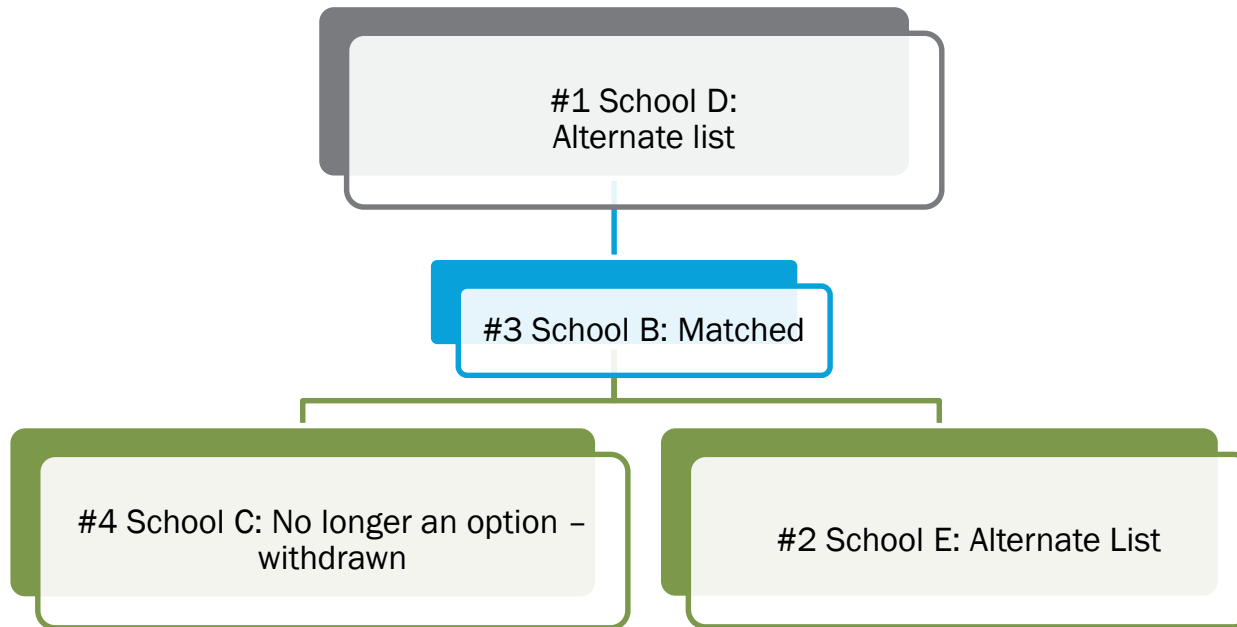 #1 School D:
Alternate list
#3 School B: Matched
#4 School C: No longer an option –
withdrawn
#2 School E: Alternate List